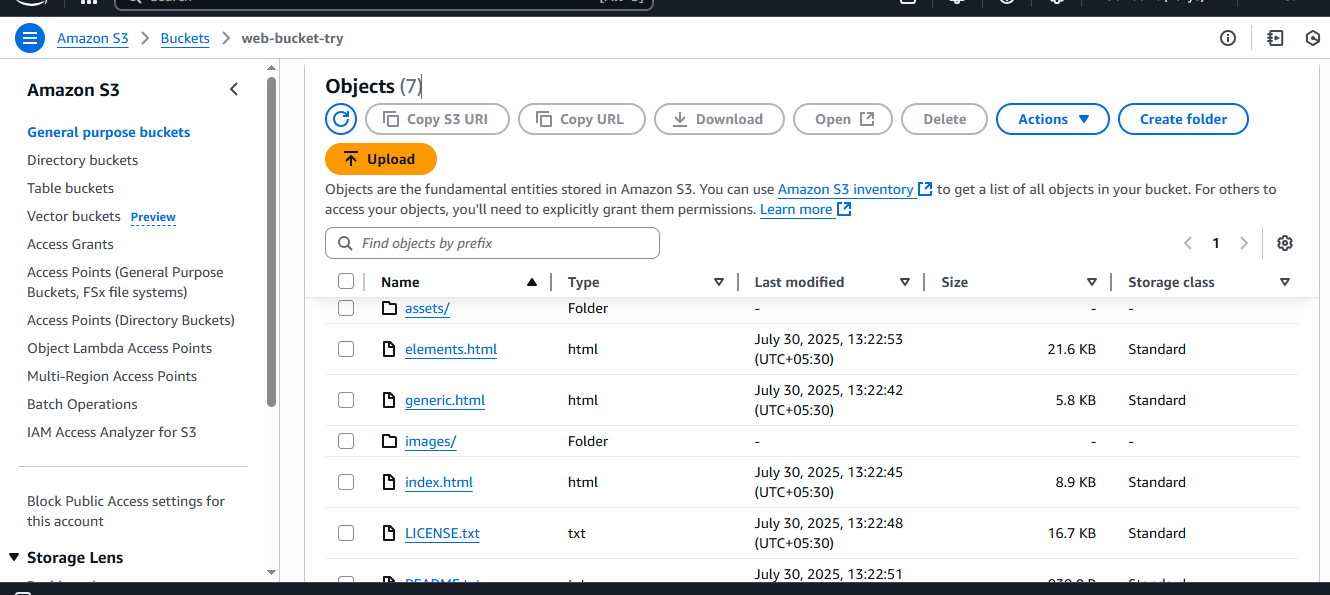 Amazon S3 > Buckets > web-bucket-try
Amazon S3
General purpose buckets
Directory buckets
Table buckets
Vector buckets Preview
Access Grants
Access Points (General Purpose
Buckets, FSx file systems)
Access Points (Directory Buckets)
Object Lambda Access Points
Multi-Region Access Points
Batch Operations
IAM Access Analyzer for S3
Block Public Access settings for
this account
Storage Lens
Objects (7)
Copy S3 URI Copy URL Download Open Delete Actions Create folder
Upload
Objects are the fundamental entities stored in Amazon S3. You can use Amazon S3 inventory to get a list of all objects in your bucket. For others to
access your objects, you'll need to explicitly grant them permissions. Learn more
Find objects by prefix
< 1 >
Name Type Last modified Size Storage class
assets/ Folder - - -
elements.html html July 30, 2025, 13:22:53 21.6 KB Standard
(UTC+05:30)
generic.html html July 30, 2025, 13:22:42 5.8 KB Standard
(UTC+05:30)
images/ Folder - - -
index.html html July 30, 2025, 13:22:45 8.9 KB Standard
(UTC+05:30)
LICENSE.txt txt July 30, 2025, 13:22:48 16.7 KB Standard
(UTC+05:30)
README.txt txt July 30, 2025, 13:22:51 Standard